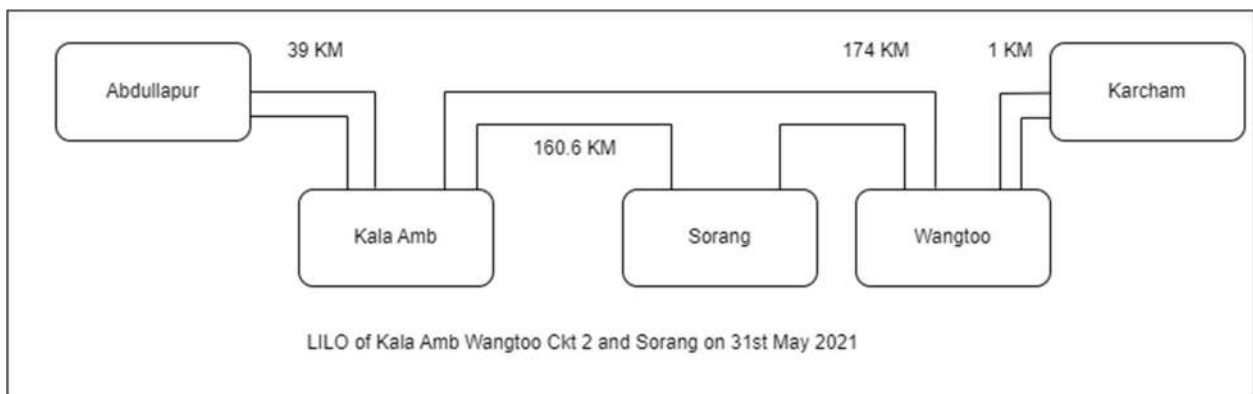 39 KM
174 KM
1 KM
Abdullapur
Karcham
160.6 KM
Kala Amb
Sorang
Wangtoo
LILO of Kala Amb Wangtoo Ckt 2 and Sorang on 31st May 2021